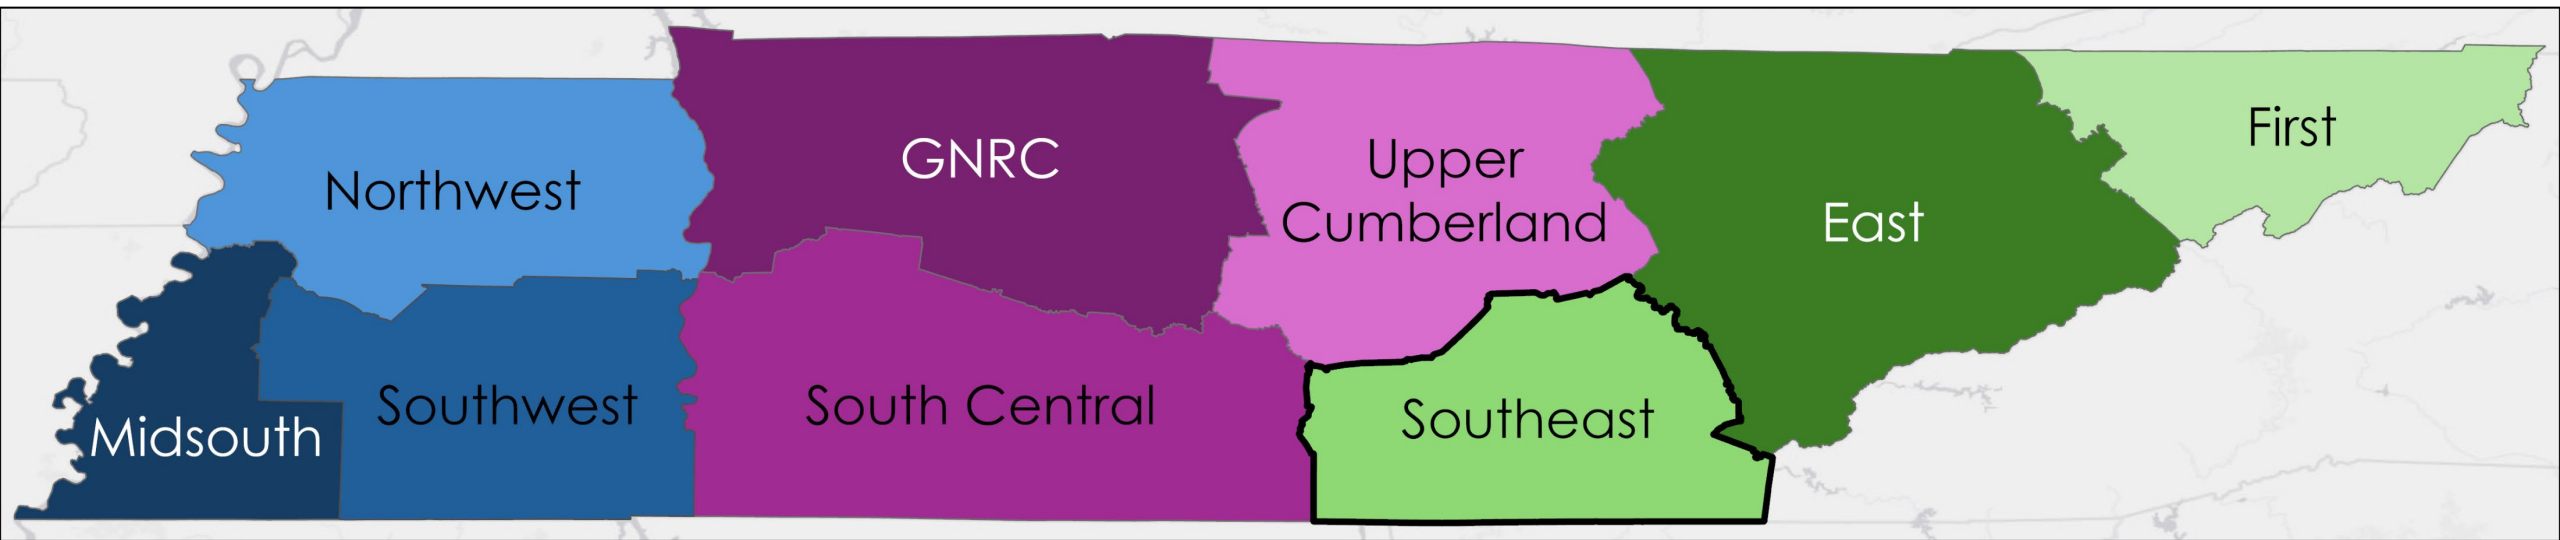 Northwest
GNRC
Upper
Cumberland
East
First
Midsouth
Southwest
South Central
Southeast